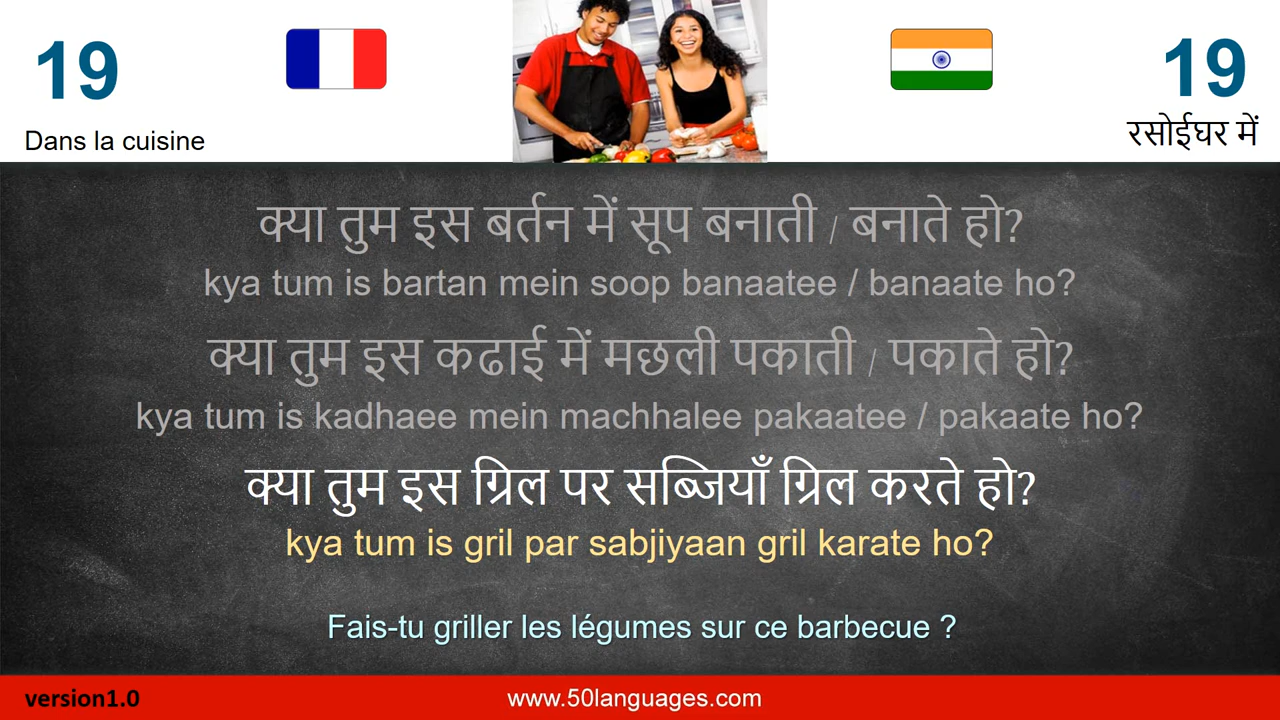 19
19
Dans la cuisine
रसोईघर में
क्या तुम इस बर्तन में सूप बनाती / बनाते हो?
kya tum is bartan mein soop banaatee / banaate ho?
क्या तुम इस कढाई में मछली पकाती / पकाते हो?
kya tum is kadhaee mein machhalee pakaatee / pakaate ho?
क्या तुम इस ग्रिल पर सब्जियाँ ग्रिल करते हो?
kya tum is gril par sabjiyaan gril karate ho?
Fais-tu griller les légumes sur ce barbecue ?
version1.0
www.50languages.com